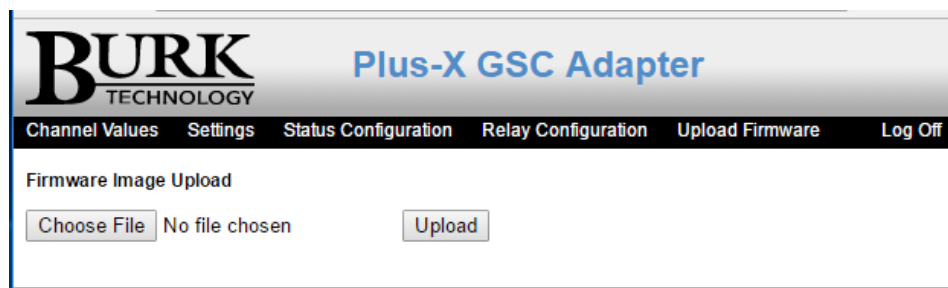 BURK
TECHNOLOGY
Plus-X GSC Adapter
Channel Values Settings Status Configuration Relay Configuration Upload Firmware Log Off
Firmware Image Upload
Choose File No file chosen Upload